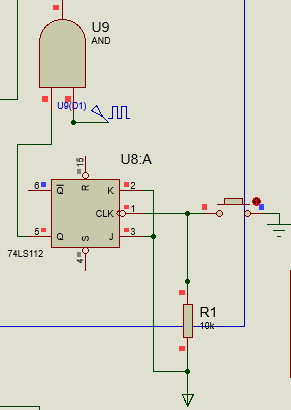 U9
AND
U9(D1)
15
U8:A
6
Q
R
K
2
CLK
1
5
Q
S
J
3
74LS112
4
R1
10k